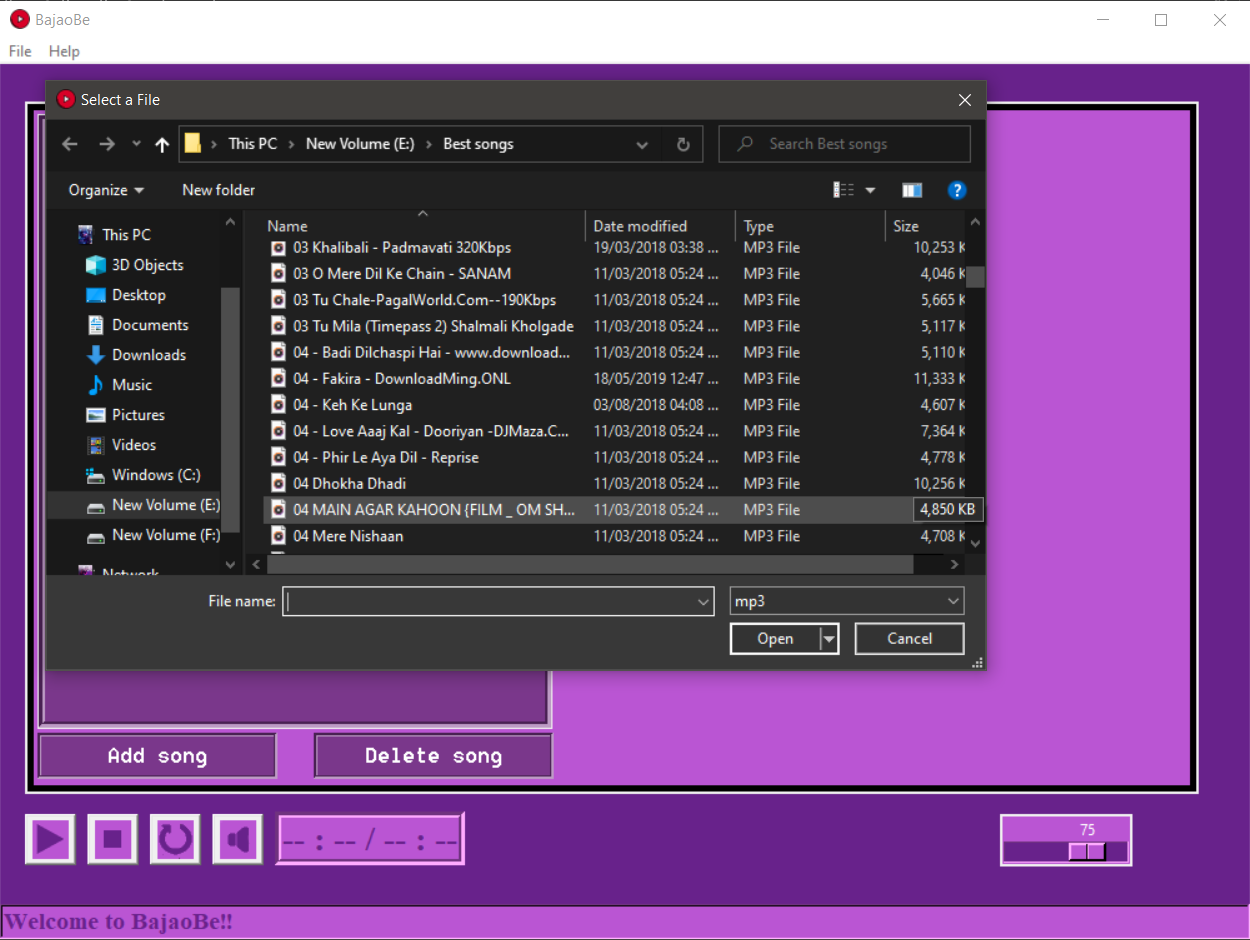 BajaoBe
File Help
Select a File
This PC > New Volume (E:) > Best songs
Search Best songs
Organize
New folder
Name Date modified Type Size
03 Khalibali - Padmavati 320Kbps 19/03/2018 03:38 ... MP3 File 10,253 K
03 O Mere Dil Ke Chain - SANAM 11/03/2018 05:24 ... MP3 File 4,046 K
03 Tu Chale-PagalWorld.Com--190Kbps 11/03/2018 05:24 ... MP3 File 5,665 K
03 Tu Mila (Timepass 2) Shalmali Kholgade 11/03/2018 05:24 ... MP3 File 5,117 K
04 - Badi Dilchaspi Hai - www.download... 11/03/2018 05:24 ... MP3 File 5,110 K
04 - Fakira - DownloadMing.ONL 18/05/2019 12:47 ... MP3 File 11,333 K
04 - Keh Ke Lunga 03/08/2018 04:08 ... MP3 File 4,607 K
04 - Love Aaaj Kal - Dooriyan -DJMaza.C... 11/03/2018 05:24 ... MP3 File 7,364 K
04 - Phir Le Aya Dil - Reprise 11/03/2018 05:24 ... MP3 File 4,778 K
04 Dhokha Dhadi 11/03/2018 05:24 ... MP3 File 10,256 K
04 MAIN AGAR KAHOON {FILM _ OM SH... 11/03/2018 05:24 ... MP3 File 4,850 KB
04 Mere Nishaan 11/03/2018 05:24 ... MP3 File 4,708 K
This PC
3D Objects
Desktop
Documents
Downloads
Music
Pictures
Videos
Windows (C:)
New Volume (E:)
New Volume (F:)
Network
File name:
mp3
Open
Cancel
Add song
Delete song
-- : -- / -- : --
75
Welcome to BajaoBe!!